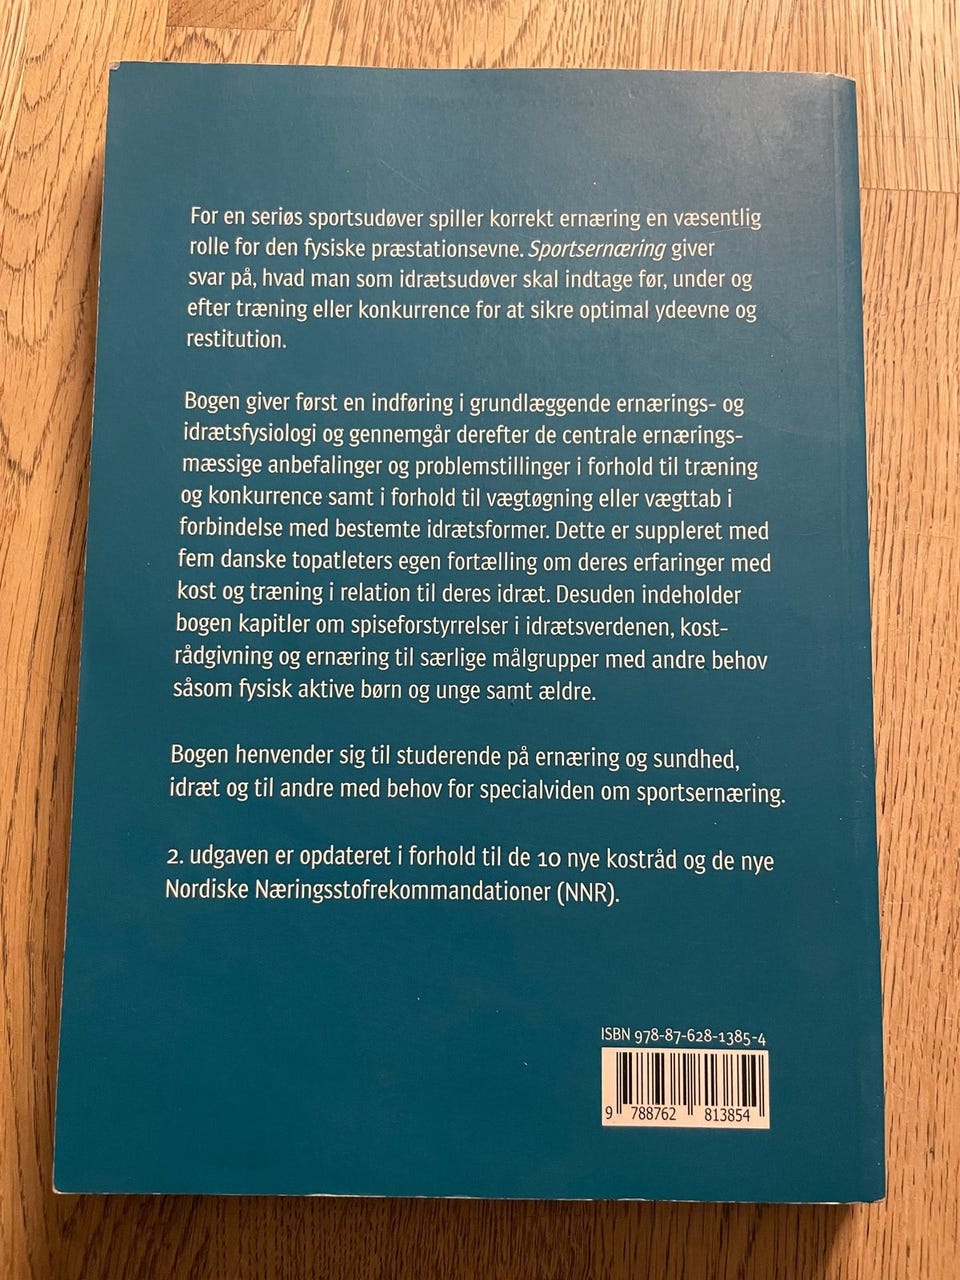 For en seriøs sportsudøver spiller korrekt ernæring en væsentlig
rolle for den fysiske præstationsevne. Sportsernæring giver
svar på, hvad man som idrætsudøver skal indtage før, under og
efter træning eller konkurrence for at sikre optimal ydeevne og
restitution.
Bogen giver først en indføring i grundlæggende ernærings- og
idrætsfysiologi og gennemgår derefter de centrale ernærings-
mæssige anbefalinger og problemstillinger i forhold til træning
og konkurrence samt i forhold til vægtøgning eller vægttab i
forbindelse med bestemte idrætsformer. Dette er suppleret med
fem danske topatleters egen fortælling om deres erfaringer med
kost og træning i relation til deres idræt. Desuden indeholder
bogen kapitler om spiseforstyrrelser i idrætsverdenen, kost-
rådgivning og ernæring til særlige målgrupper med andre behov
såsom fysisk aktive børn og unge samt ældre.
Bogen henvender sig til studerende på ernæring og sundhed,
idræt og til andre med behov for specialviden om sportsernæring.
2. udgaven er opdateret i forhold til de 10 nye kostråd og de nye
Nordiske Næringsstofrekommandationer (NNR).
ISBN 978-87-628-1385-4
9 788762 813854